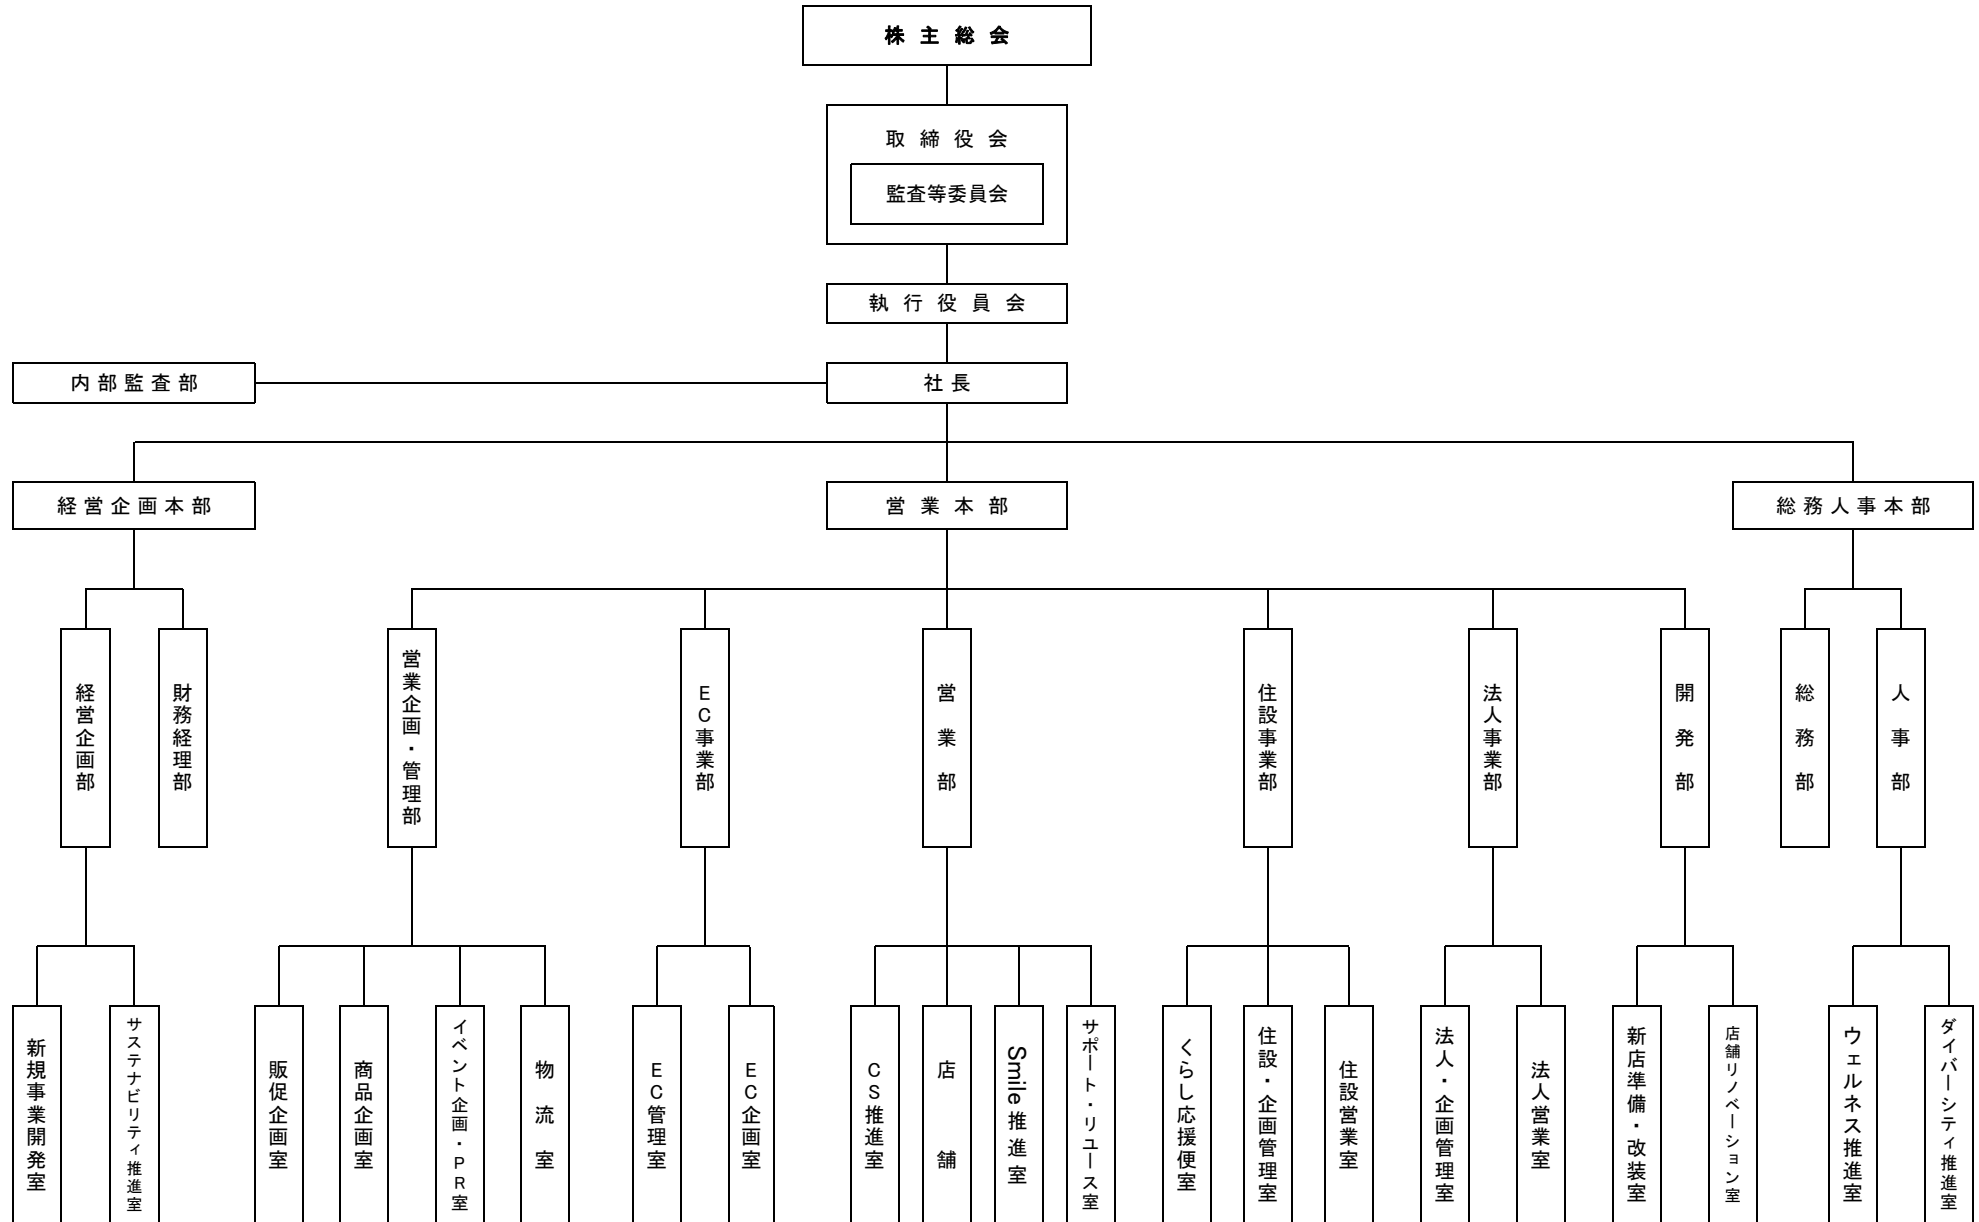 株主総会
取締役会
監査等委員会
執行役員会
内部監査部
社長
経営企画本部
営業本部
総務人事本部
経営企画部
財務経理部
営業企画・管理部
EC事業部
営業部
住設事業部
法人事業部
開発部
総務部
人事部
新規事業開発室
サステナビリティ推進室
販促企画室
商品企画室
イベント企画・PR室
物流室
EC管理室
EC企画室
CS推進室
店舗
Smile推進室
サポート・リユース室
くらし応援便室
住設・企画管理室
住設営業室
法人・企画管理室
法人営業室
新店準備・改装室
店舗リノベーション室
ウェルネス推進室
ダイバーシティ推進室